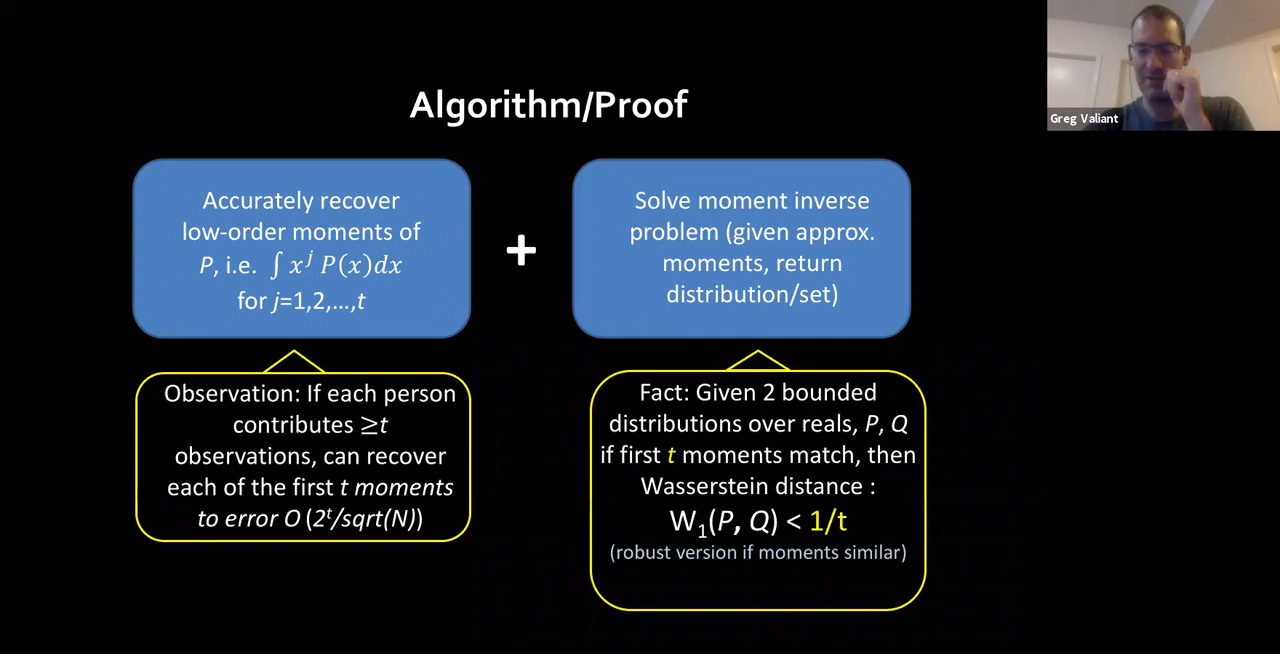 Algorithm/Proof
Greg Valiant
Accurately recover
low-order moments of
P, i.e. ∫ x^j P(x)dx
for j=1,2,...,t
+
Solve moment inverse
problem (given approx.
moments, return
distribution/set)
Observation: If each person
contributes ≥t
observations, can recover
each of the first t moments
to error O (2^t/sqrt(N))
Fact: Given 2 bounded
distributions over reals, P, Q
if first t moments match, then
Wasserstein distance :
W₁(P, Q) < 1/t
(robust version if moments similar)